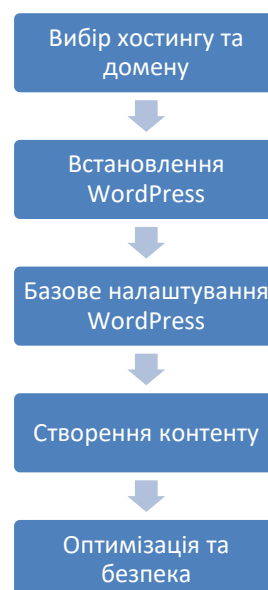 Вибір хостингу та
домену
Встановлення
WordPress
Базове налаштування
WordPress
Створення контенту
Оптимізація та
безпека